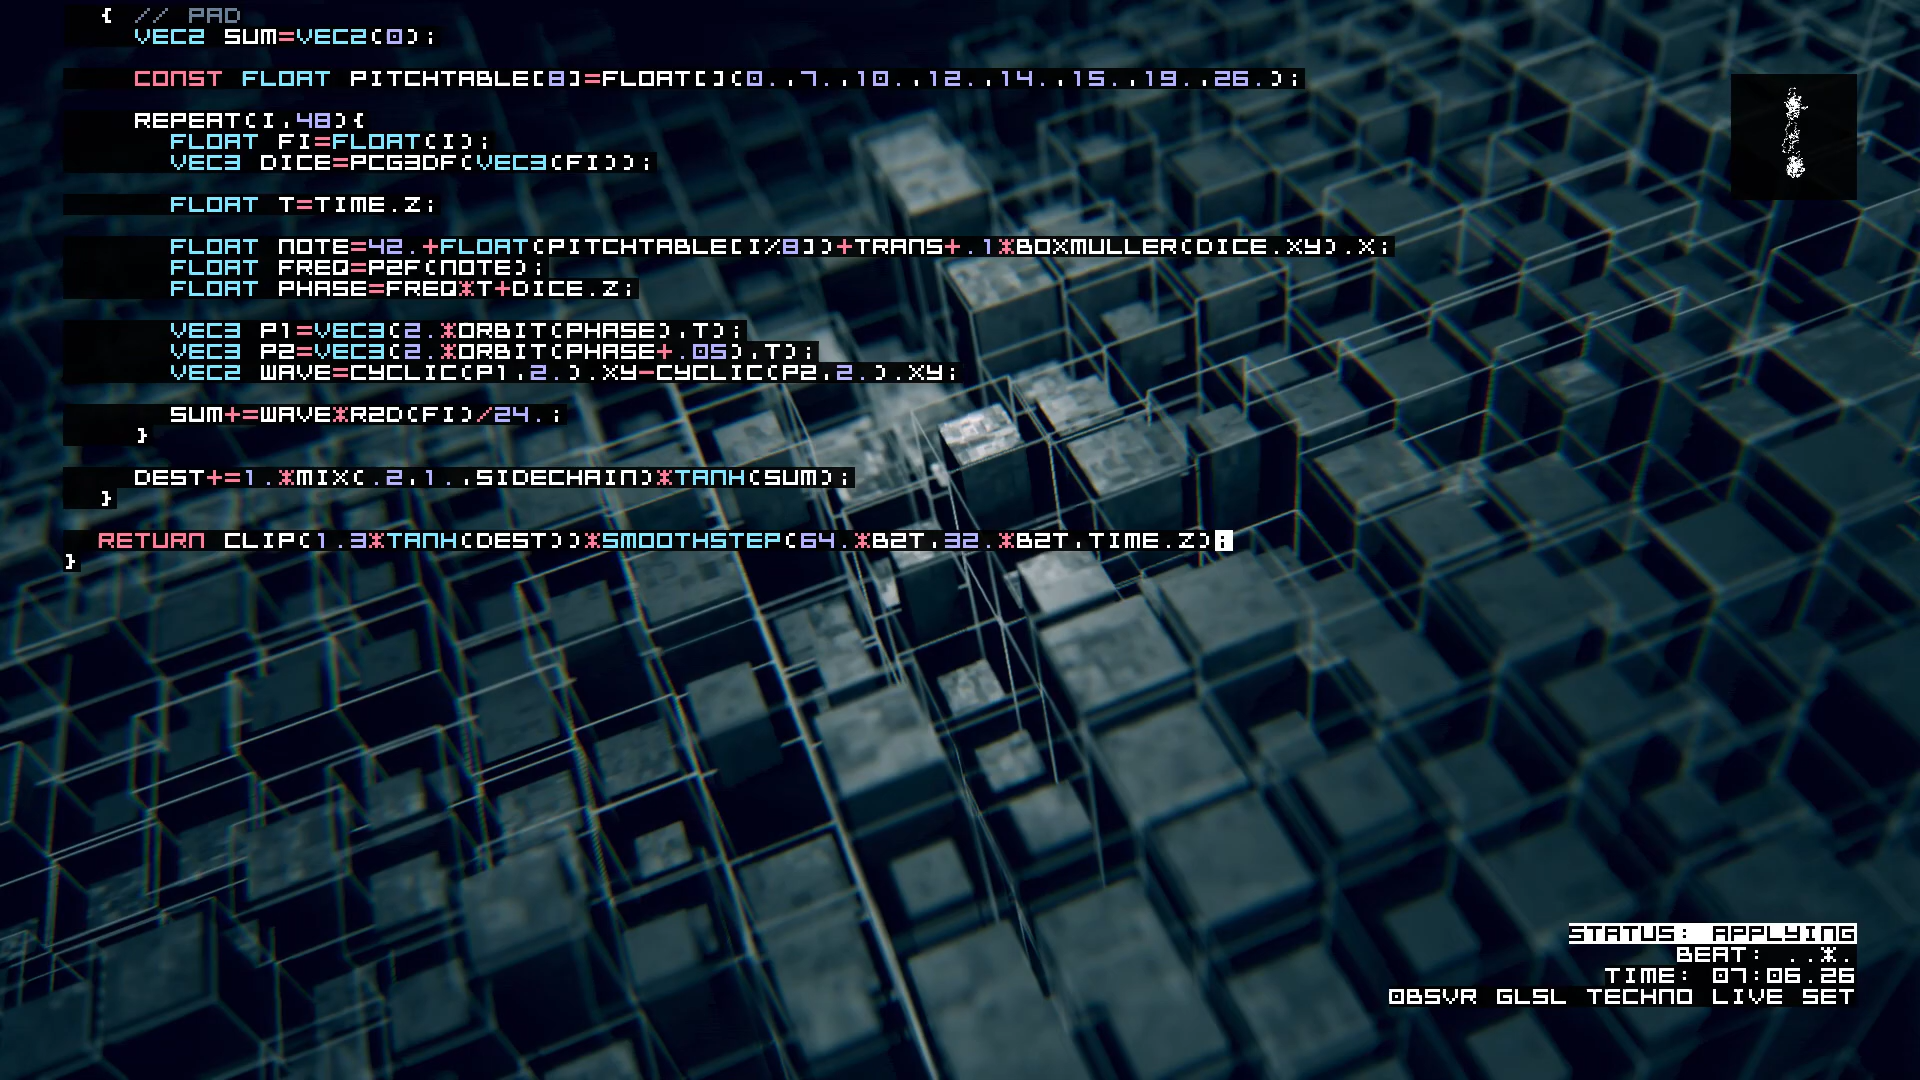 { // PAD
VEC2 SUM=VEC2(0);
CONST FLOAT PITCHTABLE[8]=FLOAT[](0.,7.,10.,12.,14.,15.,19.,26.);
REPEAT(I,48){
FLOAT FI=FLOAT(I);
VEC3 DICE=PCG3DF(VEC3(FI));
FLOAT T=TIME.Z;
FLOAT NOTE=42.+FLOAT(PITCHTABLE[I%8])+TRANS+.1*BOXMULLER(DICE.XY).X;
FLOAT FREQ=P2F(NOTE);
FLOAT PHASE=FREQ*T+DICE.Z;
VEC3 P1=VEC3(2.*ORBIT(PHASE),T);
VEC3 P2=VEC3(2.*ORBIT(PHASE+.05),T);
VEC2 WAVE=CYCLIC(P1,2.).XY-CYCLIC(P2,2.).XY;
SUM+=WAVE*R2D(FI)/24.;
}
DEST+=1.*MIX(.2,1.,SIDECHAIN)*TANH(SUM);
}
RETURN CLIP(1.3*TANH(DEST))*SMOOTHSTEP(64.*B2T,32.*B2T,TIME.Z);
}
STATUS: APPLYING
BEAT: ..*.
TIME: 07:06.26
0B5VR GLSL TECHNO LIVE SET